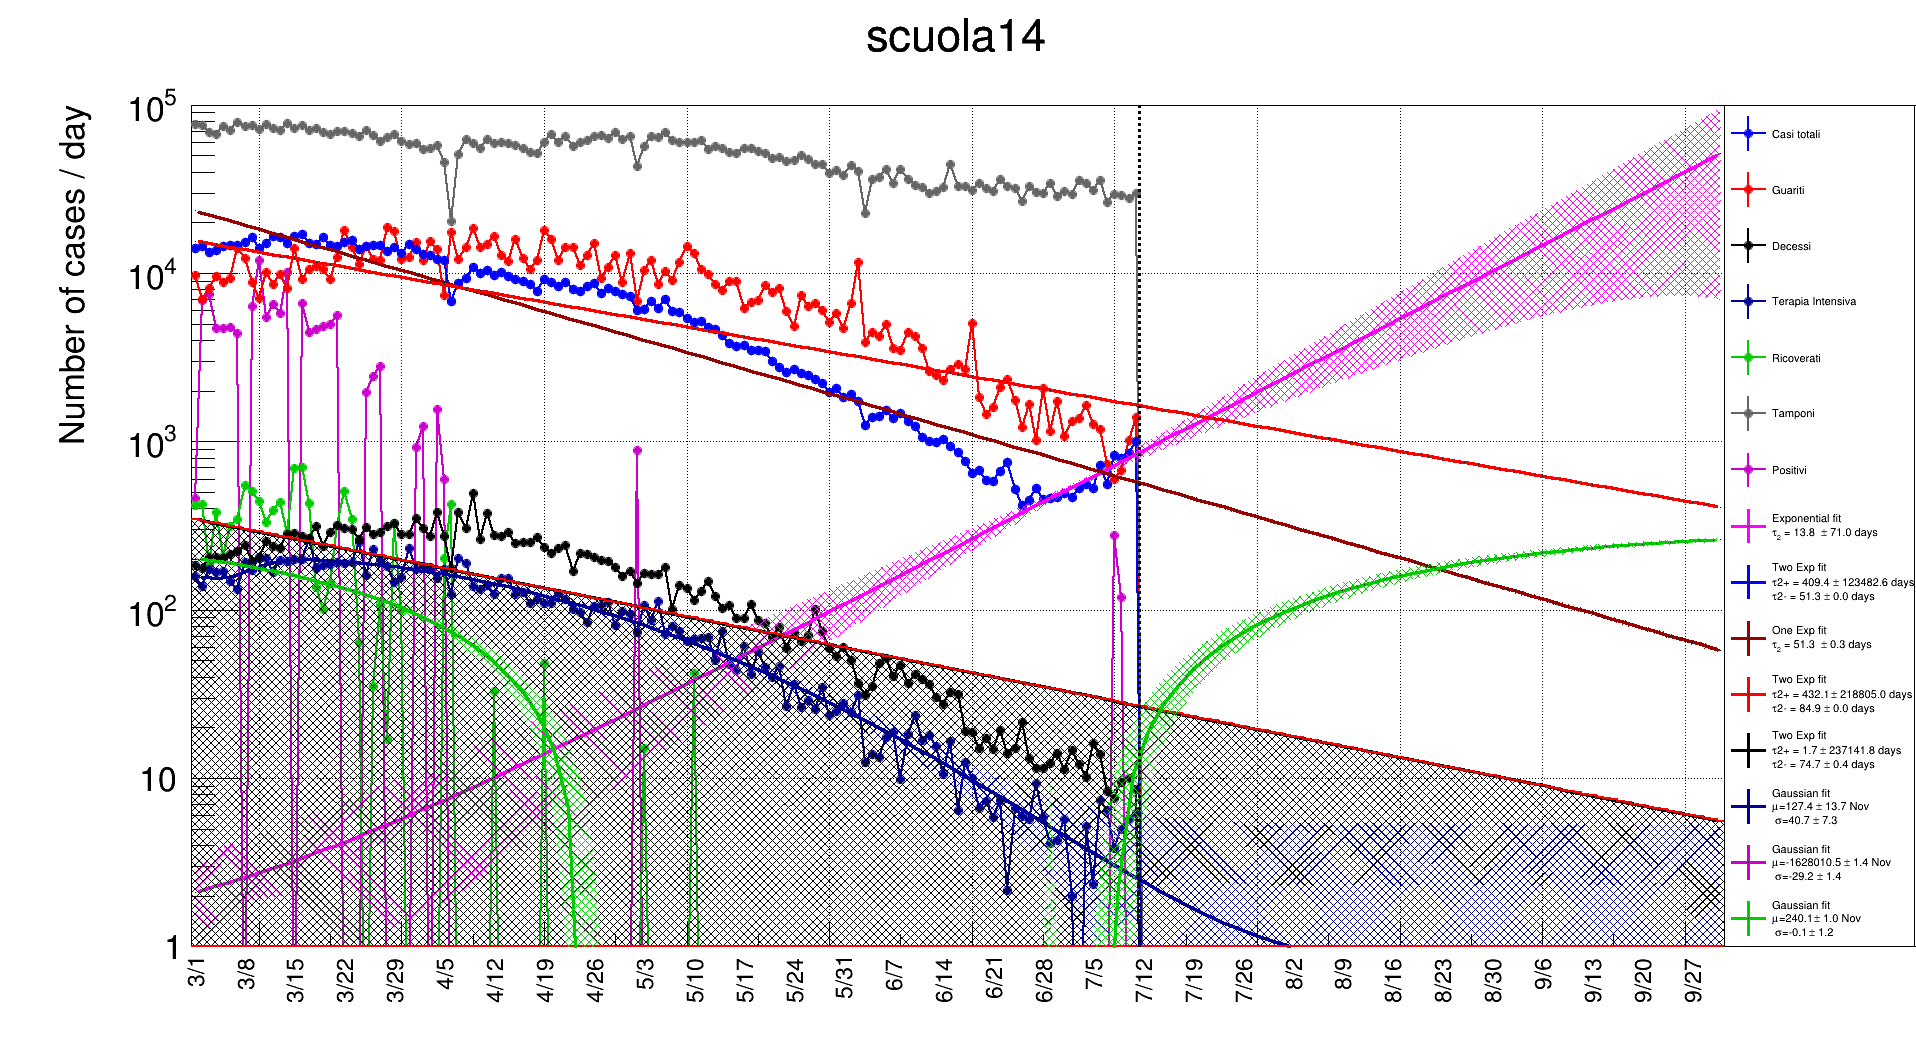 scuola14
Number of cases / day
10^5
10^4
10^3
10^2
10
1
3/1 3/8 3/15 3/22 3/29 4/5 4/12 4/19 4/26 5/3 5/10 5/17 5/24 5/31 6/7 6/14 6/21 6/28 7/5 7/12 7/19 7/26 8/2 8/9 8/16 8/23 8/30 9/6 9/13 9/20 9/27
Casi totali
Guariti
Decessi
Terapia Intensiva
Ricoverati
Tamponi
Positivi
Exponential fit
τ₂ = 13.8 ± 71.0 days
Two Exp fit
τ2+ = 409.4 ± 123482.6 days
τ2- = 51.3 ± 0.0 days
One Exp fit
τ₂ = 51.3 ± 0.3 days
Two Exp fit
τ2+ = 432.1 ± 218805.0 days
τ2- = 84.9 ± 0.0 days
Two Exp fit
τ2+ = 1.7 ± 237141.8 days
τ2- = 74.7 ± 0.4 days
Gaussian fit
μ=127.4 ± 13.7 Nov
σ=40.7 ± 7.3
Gaussian fit
μ=-1628010.5 ± 1.4 Nov
σ=-29.2 ± 1.4
Gaussian fit
μ=240.1 ± 1.0 Nov
σ=-0.1 ± 1.2